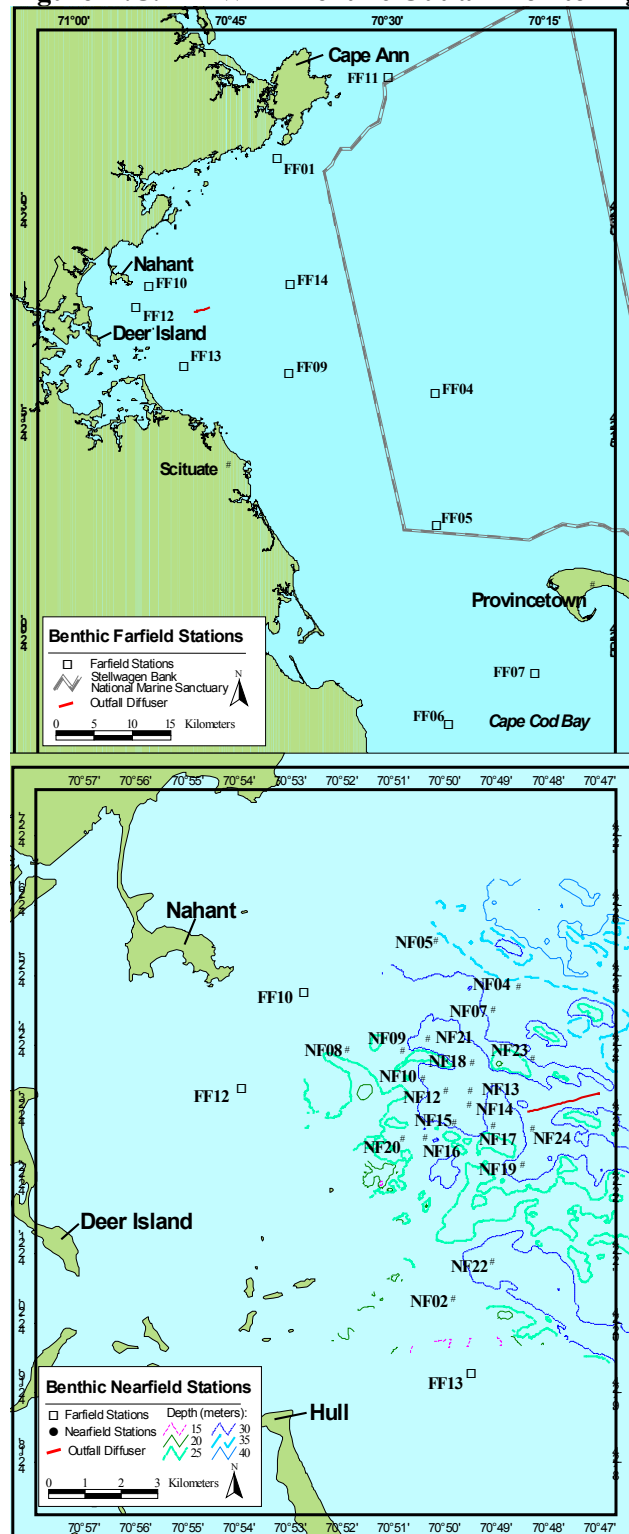 71°00'
70°45'
70°30'
70°15'
Cape Ann
FF11
FF01
Nahant
FF14
FF10
FF12
Deer Island
FF13
FF09
FF04
Scituate
FF05
Provincetown
Benthic Farfield Stations
Farfield Stations
Stellwagen Bank
National Marine Sanctuary
Outfall Diffuser
N
0 5 10 15 Kilometers
FF07
FF06
Cape Cod Bay
70°57' 70°56' 70°55' 70°54' 70°53' 70°52' 70°51' 70°50' 70°49' 70°48' 70°47'
Nahant
NF05
FF10
NF04
NF07
NF09
NF21
NF08
NF18
NF23
NF10
FF12
NF12
NF13
NF14
NF15
NF17
NF24
NF20
NF16
NF19
Deer Island
NF22
NF02
FF13
Benthic Nearfield Stations
Farfield Stations
Nearfield Stations
Outfall Diffuser
Depth (meters):
15 30
20 35
25 40
0 1 2 3 Kilometers
N
Hull
70°57' 70°56' 70°55' 70°54' 70°53' 70°52' 70°51' 70°50' 70°49' 70°48' 70°47'